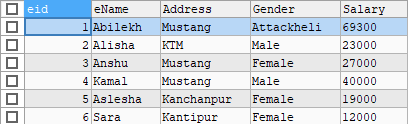 eid eName Address Gender Salary
1 Abilekh Mustang Attackheli 69300
2 Alisha KTM Male 23000
3 Anshu Mustang Female 27000
4 Kamal Mustang Male 40000
5 Aslesha Kanchanpur Female 19000
6 Sara Kantipur Female 12000